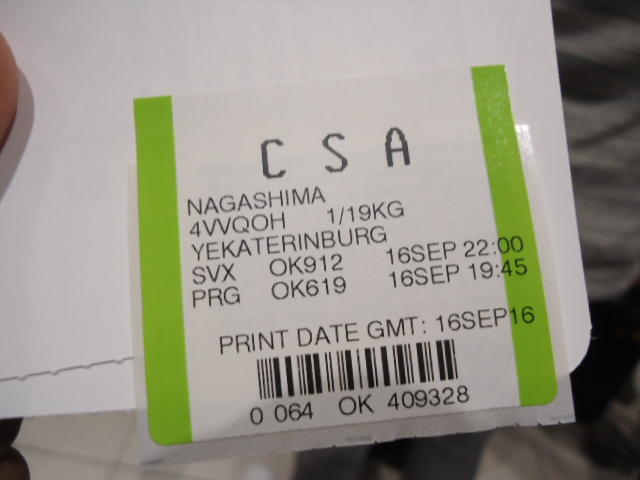 C S A
NAGASHIMA
4VVQOH 1/19KG
YEKATERINBURG
SVX OK912 16SEP 22:00
PRG OK619 16SEP 19:45
PRINT DATE GMT: 16SEP16
0 064 OK 409328